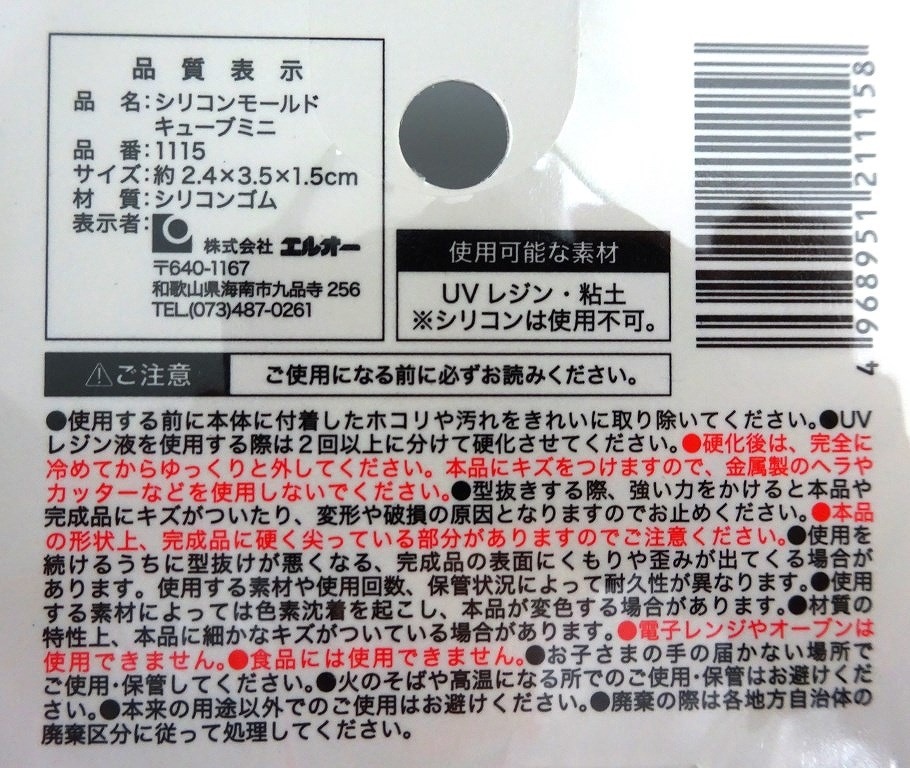 品質表示
品 名：シリコンモールド
キューブミニ
品 番：1115
サイズ：約 2.4×3.5×1.5cm
材 質：シリコンゴム
表示者：
株式会社 エルオー
〒640-1167
和歌山県海南市九品寺 256
TEL.(073)487-0261
使用可能な素材
UV レジン・粘土
※シリコンは使用不可。
4 968951 211158
⚠ご注意
ご使用になる前に必ずお読みください。
●使用する前に本体に付着したホコリや汚れをきれいに取り除いてください。●UV
レジン液を使用する際は２回以上に分けて硬化させてください。●硬化後は、完全に
冷めてからゆっくりと外してください。本品にキズをつけますので、金属製のヘラや
カッターなどを使用しないでください。●型抜きする際、強い力をかけると本品や
完成品にキズがついたり、変形や破損の原因となりますのでお止めください。●本品
の形状上、完成品に硬く尖っている部分がありますのでご注意ください。●使用を
続けるうちに型抜けが悪くなる、完成品の表面にくもりや歪みが出てくる場合が
あります。使用する素材や使用回数、保管状況によって耐久性が異なります。●使用
する素材によっては色素沈着を起こし、本品が変色する場合があります。●材質の
特性上、本品に細かなキズがついている場合があります。●電子レンジやオーブンは
使用できません。●食品には使用できません。●お子さまの手の届かない場所で
ご使用・保管してください。●火のそばや高温になる所でのご使用・保管はお避けくだ
さい。●本来の用途以外でのご使用はお避けください。●廃棄の際は各地方自治体の
廃棄区分に従って処理してください。